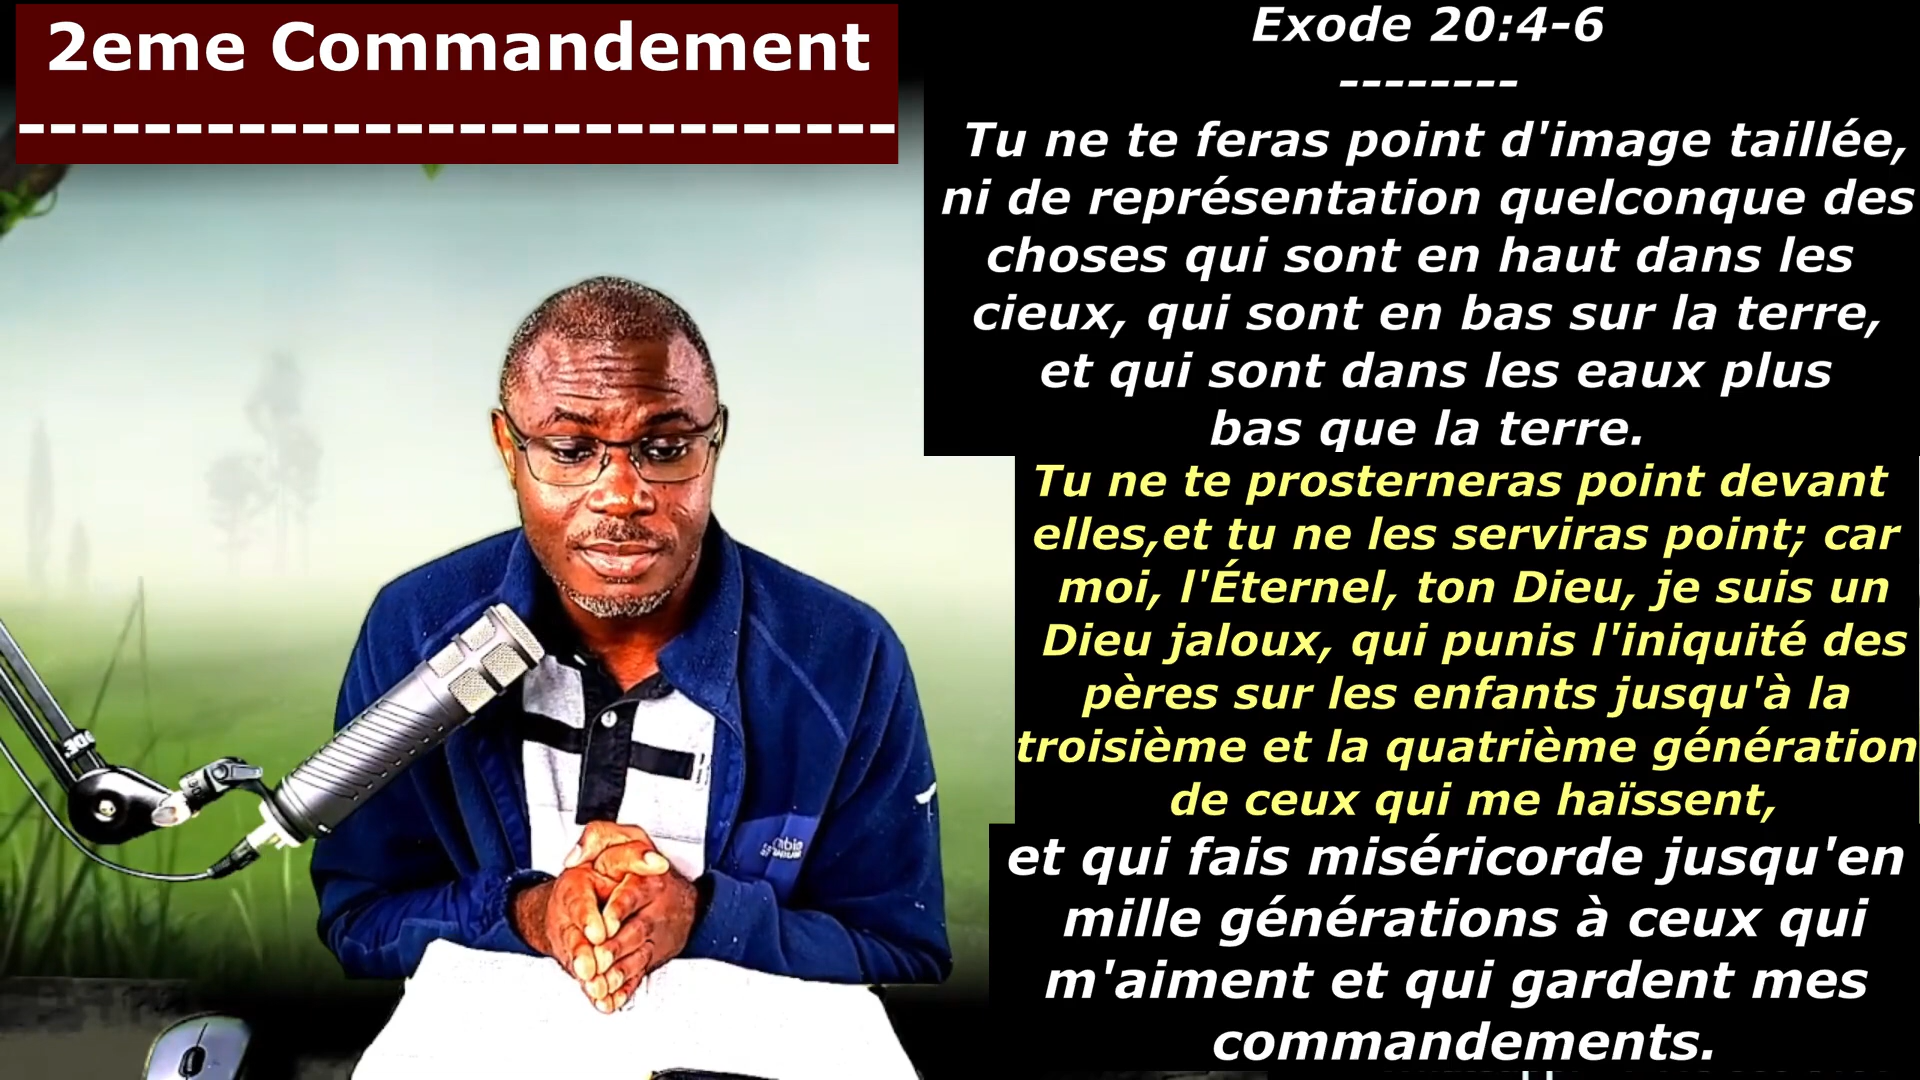 2eme Commandement
----------------------------
Exode 20:4-6
--------
Tu ne te feras point d'image taillée,
ni de représentation quelconque des
choses qui sont en haut dans les
cieux, qui sont en bas sur la terre,
et qui sont dans les eaux plus
bas que la terre.
Tu ne te prosterneras point devant
elles,et tu ne les serviras point; car
moi, l'Éternel, ton Dieu, je suis un
Dieu jaloux, qui punis l'iniquité des
pères sur les enfants jusqu'à la
troisième et la quatrième génération
de ceux qui me haïssent,
et qui fais miséricorde jusqu'en
mille générations à ceux qui
m'aiment et qui gardent mes
commandements.